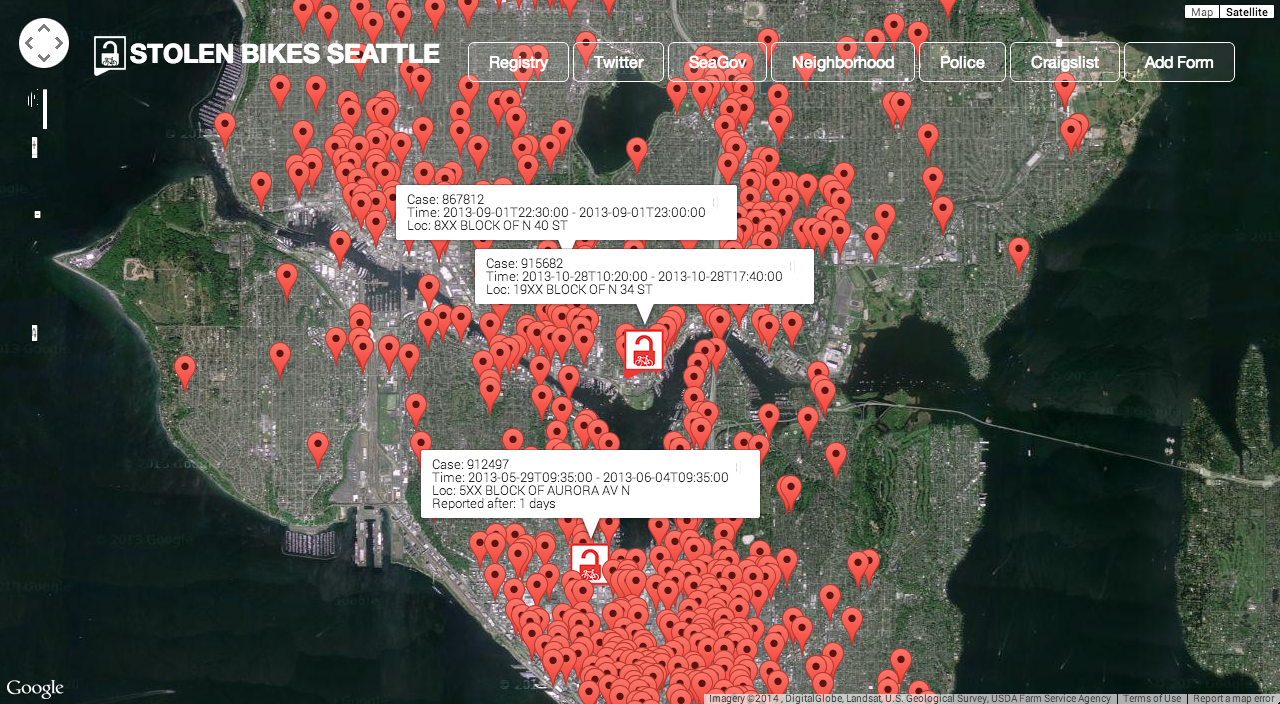 Map Satellite
STOLEN BIKES SEATTLE
Registry Twitter SeaGov Neighborhood Police Craigslist Add Form
Case: 867812
Time: 2013-09-01T22:30:00 - 2013-09-01T23:00:00
Loc: 8XX BLOCK OF N 40 ST
Case: 915682
Time: 2013-10-28T10:20:00 - 2013-10-28T17:40:00
Loc: 19XX BLOCK OF N 34 ST
Case: 912497
Time: 2013-05-29T09:35:00 - 2013-06-04T09:35:00
Loc: 5XX BLOCK OF AURORA AV N
Reported after: 1 days
© 2013 Google
Google
Imagery ©2014 , DigitalGlobe, Landsat, U.S. Geological Survey, USDA Farm Service Agency Terms of Use Report a map error